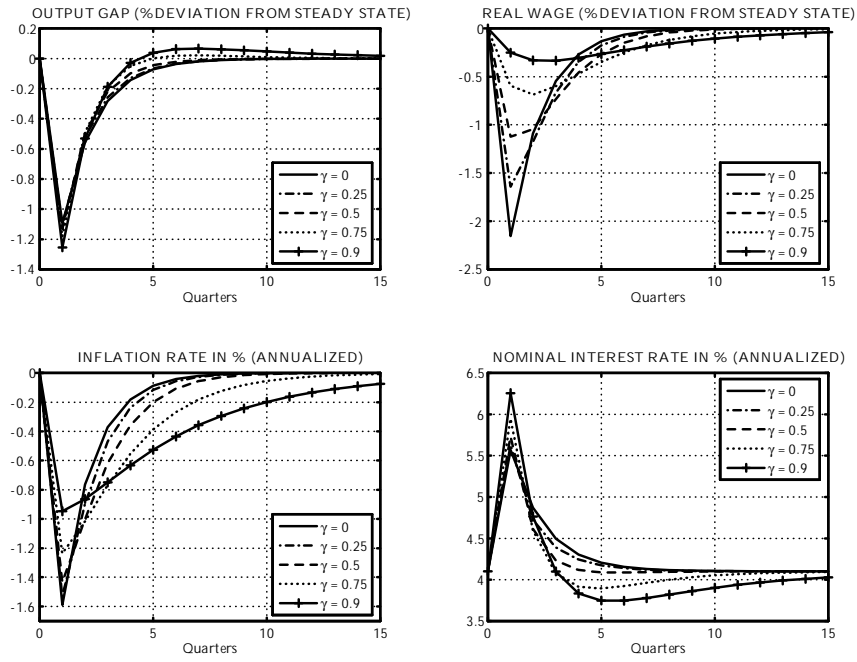 OUTPUT GAP (%DEVIATION FROM STEADY STATE)
0.2
0
-0.2
-0.4
-0.6
-0.8
-1
-1.2
-1.4
0 5 10 15
Quarters
γ = 0
γ = 0.25
γ = 0.5
γ = 0.75
γ = 0.9
REAL WAGE (%DEVIATION FROM STEADY STATE)
0
-0.5
-1
-1.5
-2
-2.5
0 5 10 15
Quarters
γ = 0
γ = 0.25
γ = 0.5
γ = 0.75
γ = 0.9
INFLATION RATE IN % (ANNUALIZED)
0
-0.2
-0.4
-0.6
-0.8
-1
-1.2
-1.4
-1.6
0 5 10 15
Quarters
γ = 0
γ = 0.25
γ = 0.5
γ = 0.75
γ = 0.9
NOMINAL INTEREST RATE IN % (ANNUALIZED)
6.5
6
5.5
5
4.5
4
3.5
0 5 10 15
Quarters
γ = 0
γ = 0.25
γ = 0.5
γ = 0.75
γ = 0.9